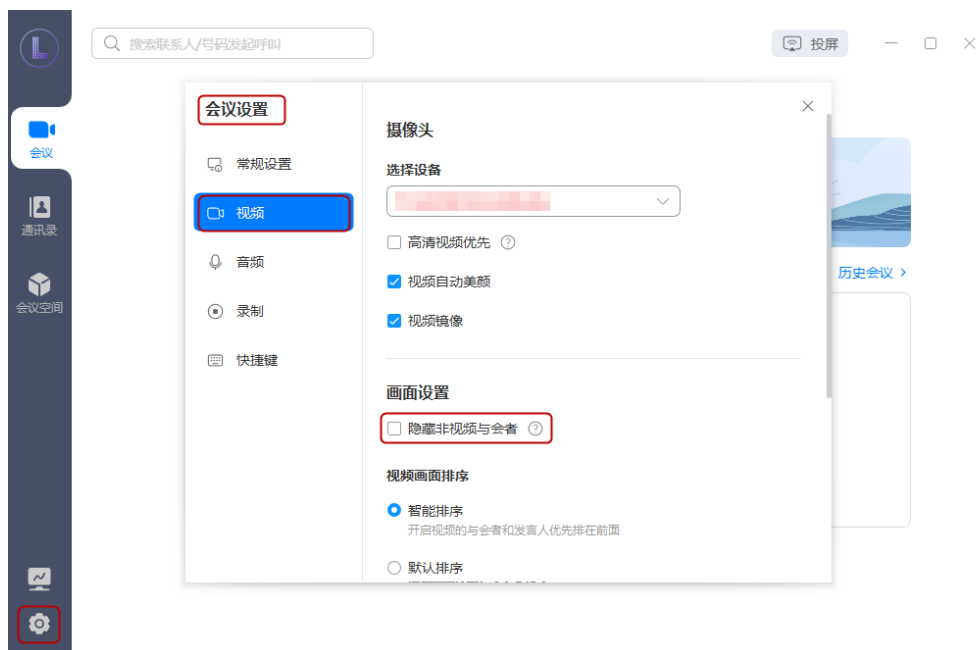 L
搜索联系人/号码发起呼叫
投屏
会议
通讯录
会议空间
会议设置
常规设置
视频
音频
录制
快捷键
摄像头
选择设备
高清视频优先
视频自动美颜
视频镜像
画面设置
隐藏非视频与会者
视频画面排序
智能排序
开启视频的与会者和发言人优先排在前面
默认排序
历史会议